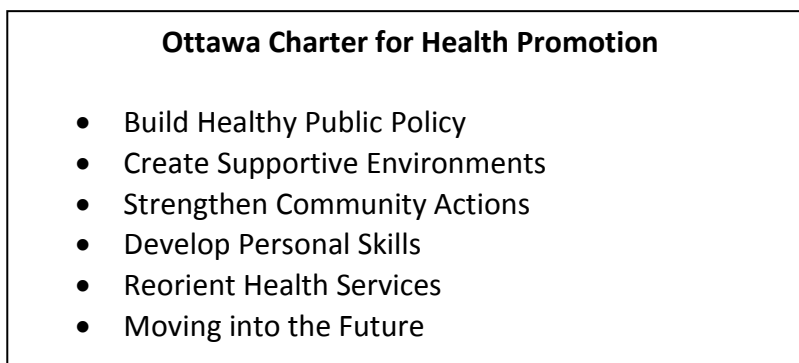 Ottawa Charter for Health Promotion
• Build Healthy Public Policy
• Create Supportive Environments
• Strengthen Community Actions
• Develop Personal Skills
• Reorient Health Services
• Moving into the Future